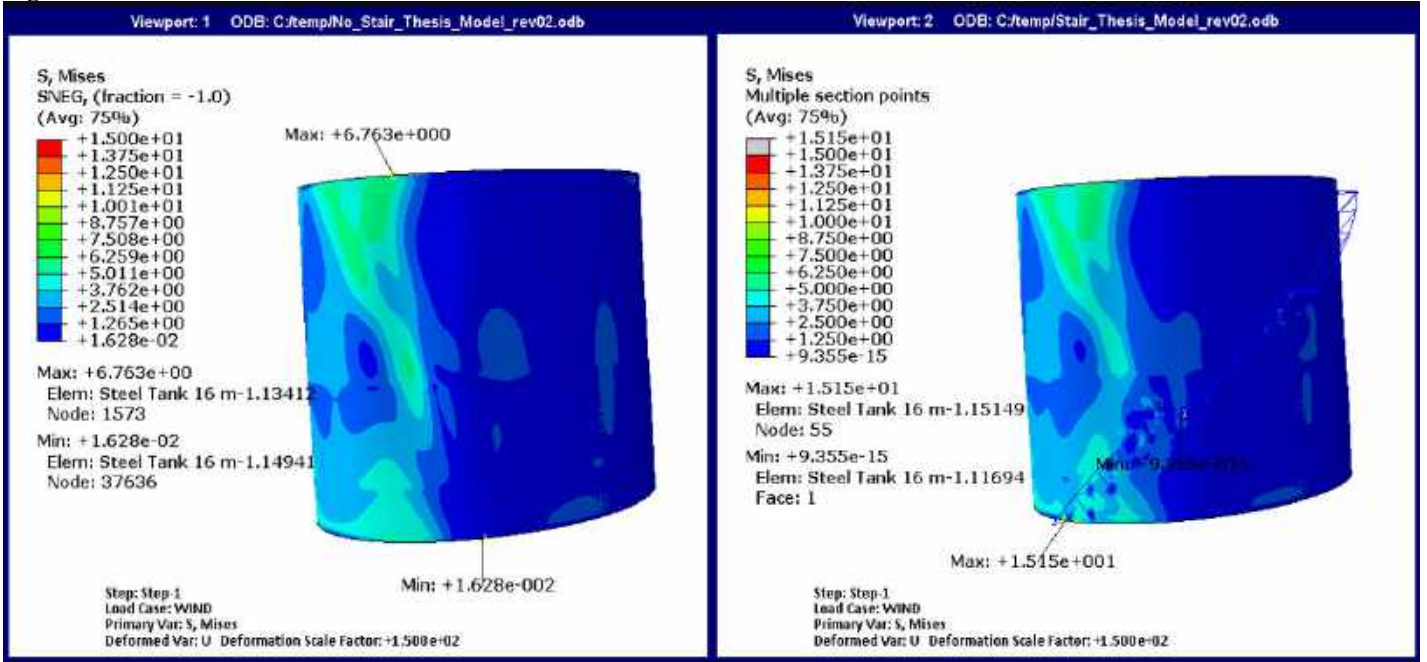 Viewport: 1 ODB: C:/temp/No_Stair_Thesis_Model_rev02.odb
S, Mises
SNEG, (fraction = -1.0)
(Avg: 75%)
+1.500e+01
+1.375e+01
+1.250e+01
+1.125e+01
+1.001e+01
+8.757e+00
+7.508e+00
+6.259e+00
+5.011e+00
+3.762e+00
+2.514e+00
+1.265e+00
+1.628e-02
Max: +6.763e+00
Elem: Steel Tank 16 m-1.13412
Node: 1573
Min: +1.628e-02
Elem: Steel Tank 16 m-1.14941
Node: 37636
Max: +6.763e+000
Min: +1.628e-002
Step: Step-1
Load Case: WIND
Primary Var: S, Mises
Deformed Var: U Deformation Scale Factor: +1.500e+02
Viewport: 2 ODB: C:/temp/Stair_Thesis_Model_rev02.odb
S, Mises
Multiple section points
(Avg: 75%)
+1.515e+01
+1.500e+01
+1.375e+01
+1.250e+01
+1.125e+01
+1.000e+01
+8.750e+00
+7.500e+00
+6.250e+00
+5.000e+00
+3.750e+00
+2.500e+00
+1.250e+00
+9.355e-15
Max: +1.515e+01
Elem: Steel Tank 16 m-1.15149
Node: 55
Min: +9.355e-15
Elem: Steel Tank 16 m-1.11694
Face: 1
Min:
Max: +1.515e+001
Step: Step-1
Load Case: WIND
Primary Var: S, Mises
Deformed Var: U Deformation Scale Factor: +1.500e+02